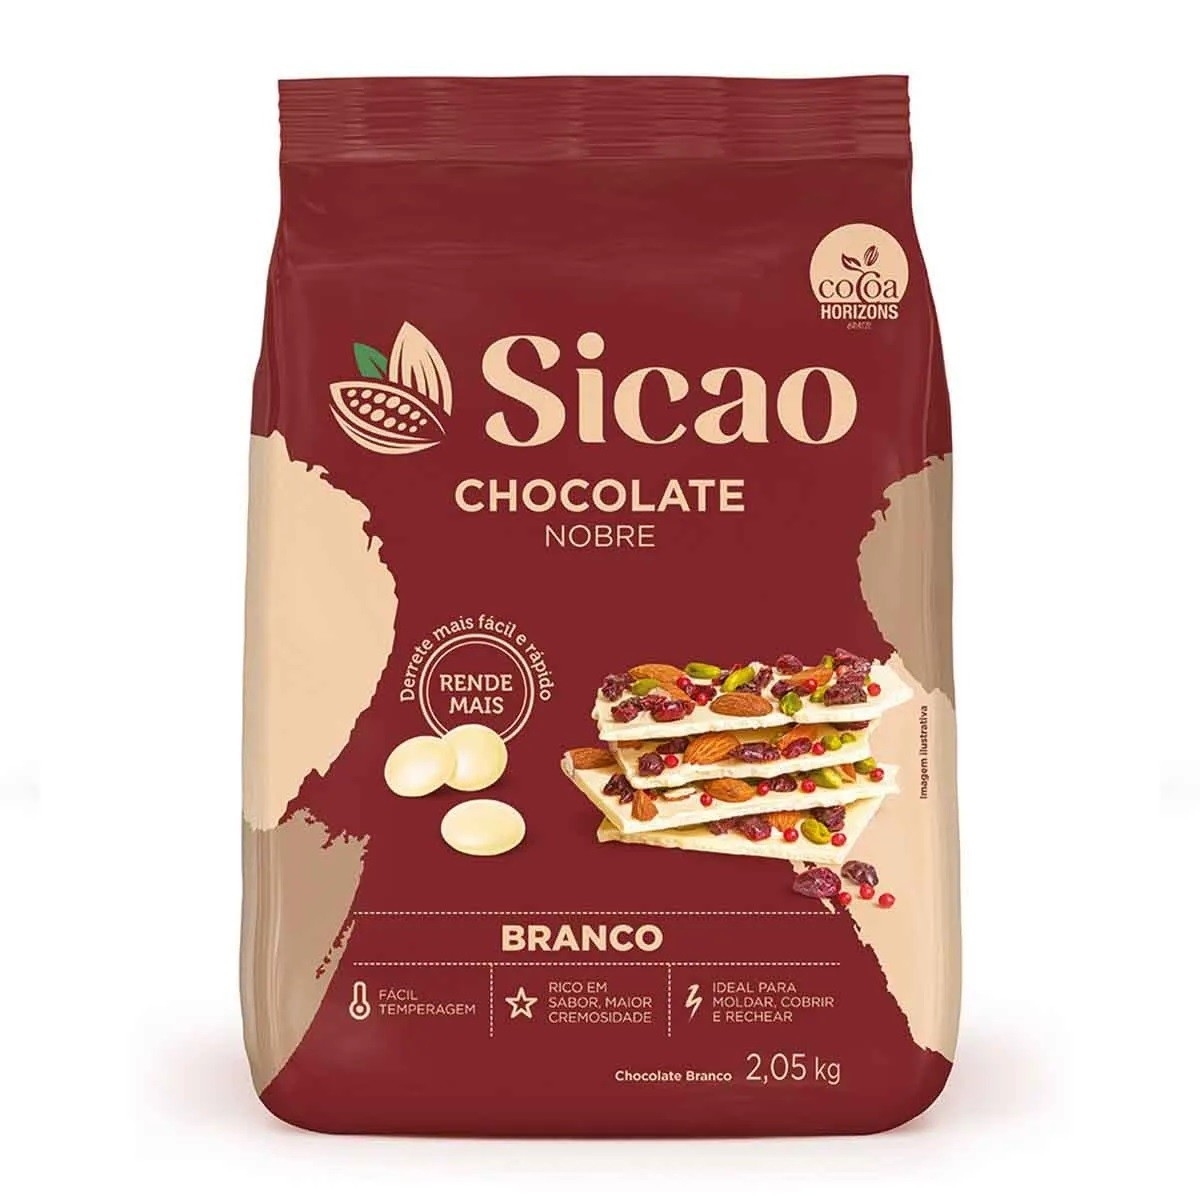 cocoa
HORIZONS
BRASIL
Sicao
CHOCOLATE
NOBRE
Derrete mais fácil e rápido
RENDE
MAIS
Imagem ilustrativa
BRANCO
FÁCIL
TEMPERAGEM
RICO EM
SABOR, MAIOR
CREMOSIDADE
IDEAL PARA
MOLDAR, COBRIR
E RECHEAR
Chocolate Branco 2,05 kg